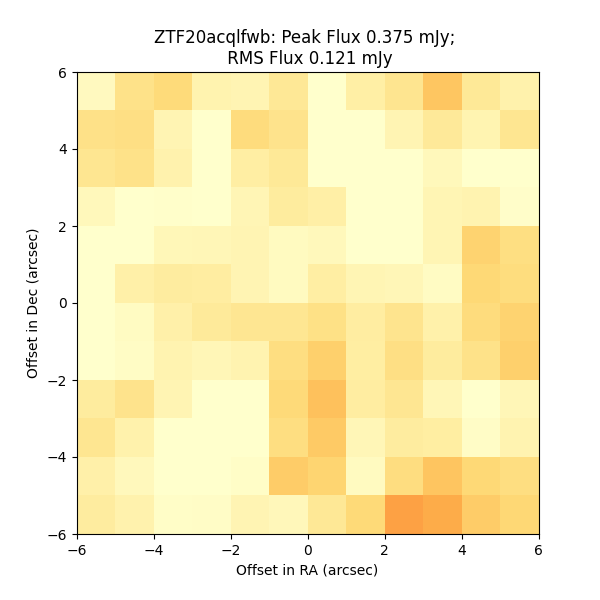 ZTF20acqlfwb: Peak Flux 0.375 mJy;
RMS Flux 0.121 mJy
6
4
2
0
−2
−4
−6
Offset in Dec (arcsec)
−6 −4 −2 0 2 4 6
Offset in RA (arcsec)